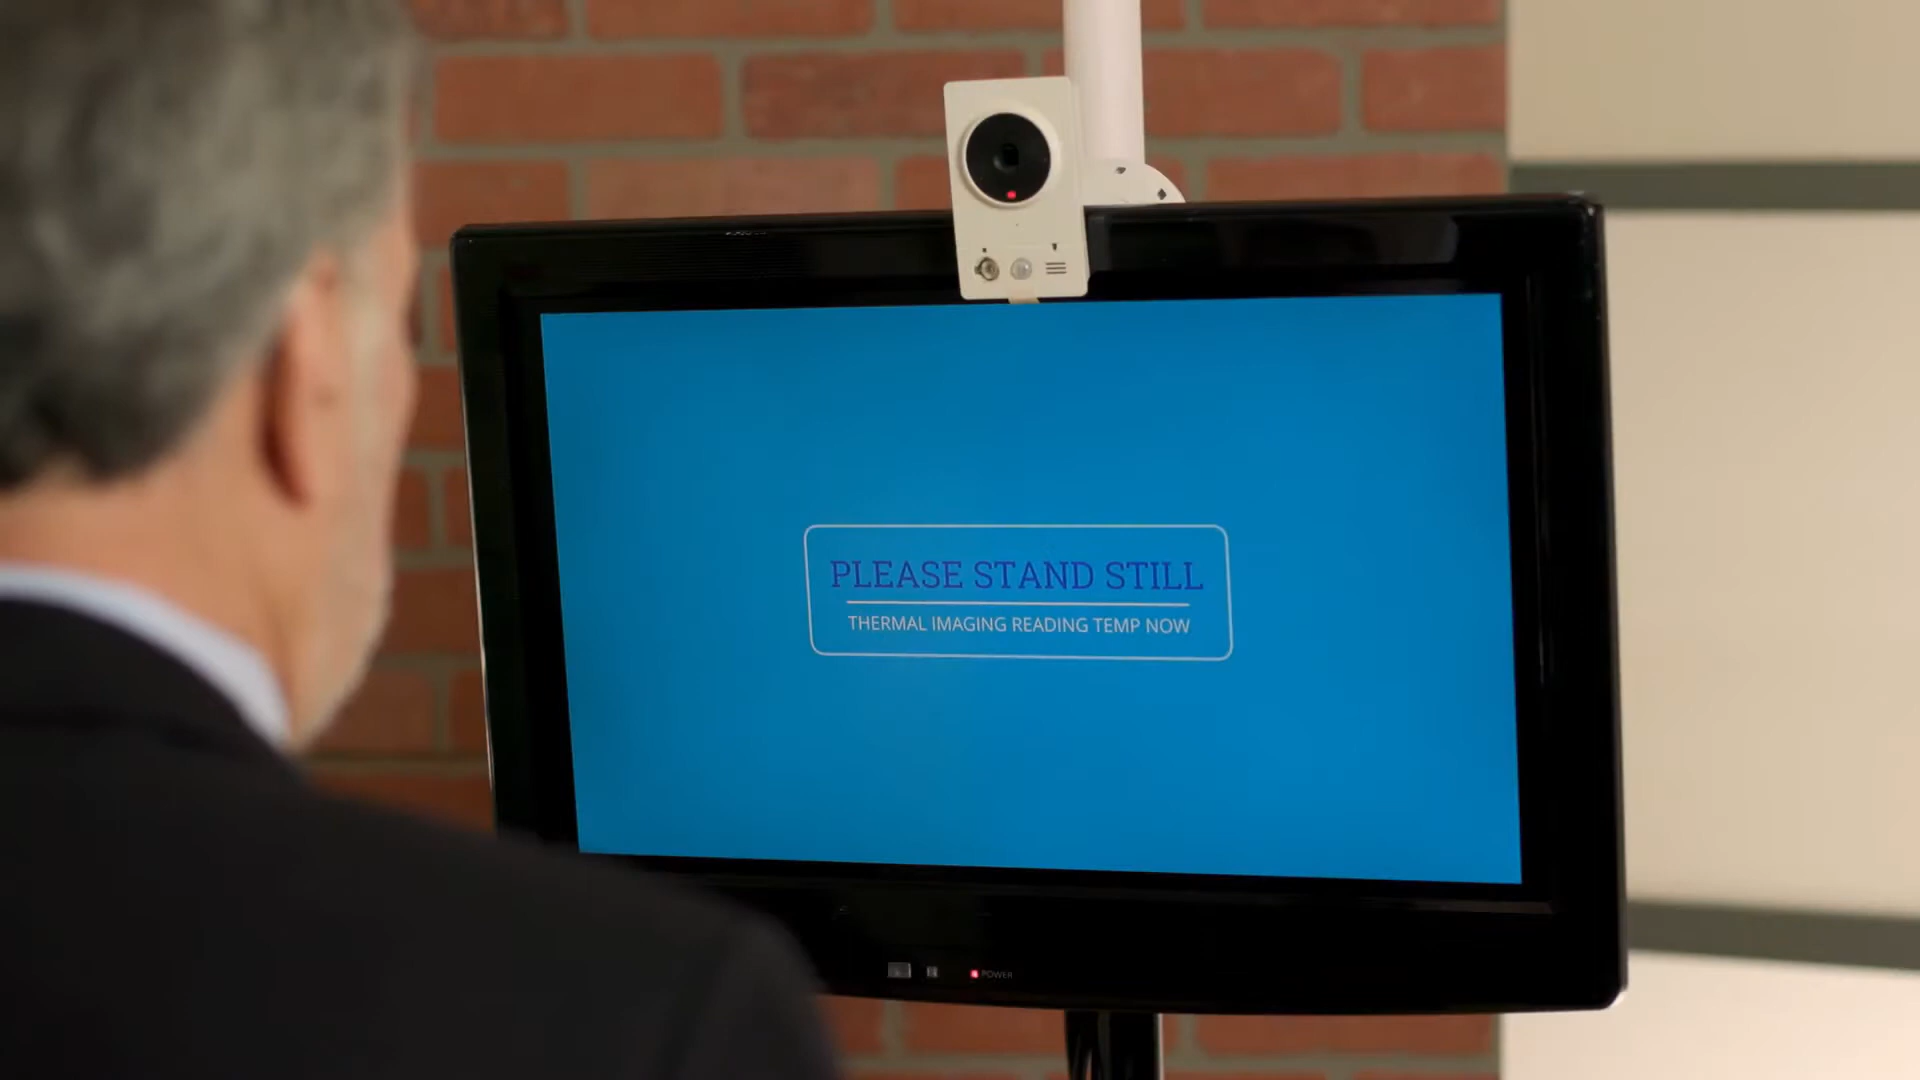 PLEASE STAND STILL
THERMAL IMAGING READING TEMP NOW
POWER